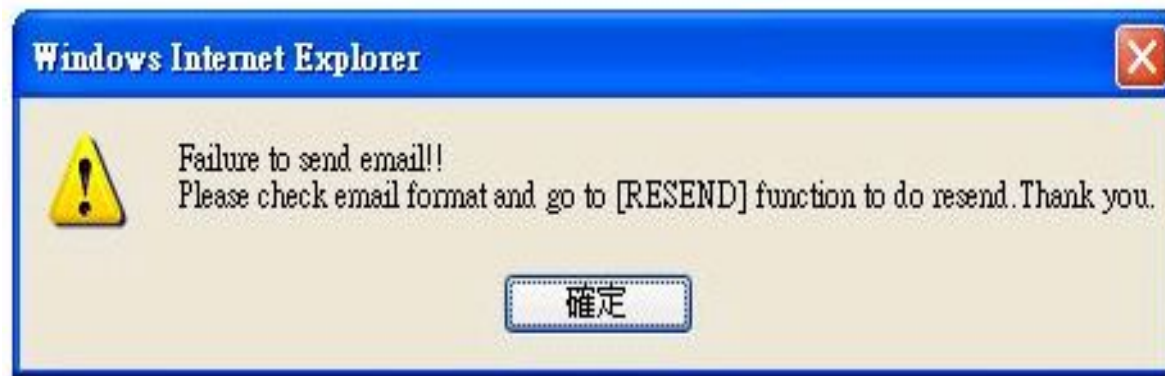 Windows Internet Explorer
Failure to send email!!
Please check email format and go to [RESEND] function to do resend.Thank you.
確定